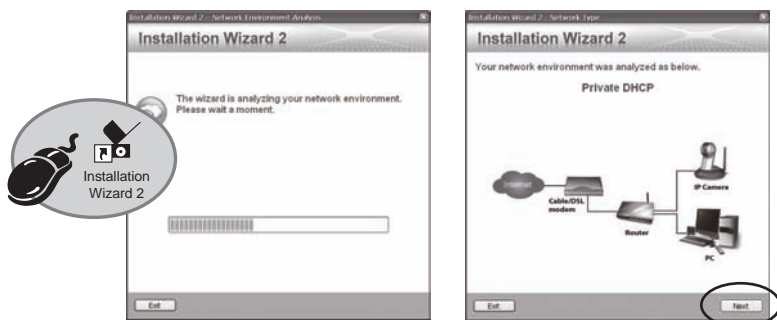 Installation Wizard 2 - Network Environment Analysis
Installation Wizard 2
The wizard is analyzing your network environment.
Please wait a moment.
Installation
Wizard 2
Exit
Installation Wizard 2 - Network Type
Installation Wizard 2
Your network environment was analyzed as below.
Private DHCP
Internet
Cable/DSL
modem
Router
IP Camera
PC
Exit
Next